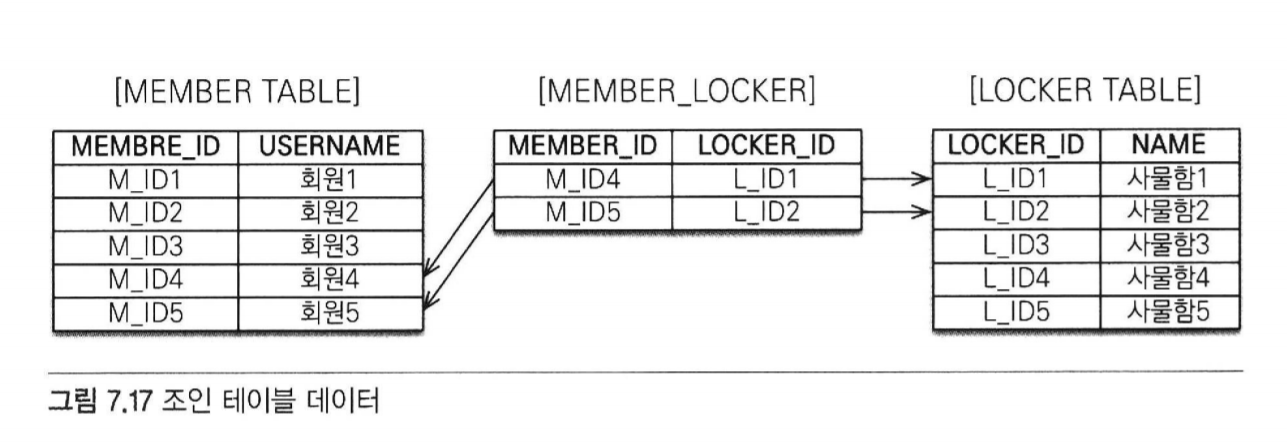 [MEMBER TABLE] [MEMBER_LOCKER] [LOCKER TABLE]
MEMBRE_ID USERNAME MEMBER_ID LOCKER_ID LOCKER_ID NAME
M_ID1 회원1 M_ID4 L_ID1 L_ID1 사물함1
M_ID2 회원2 M_ID5 L_ID2 L_ID2 사물함2
M_ID3 회원3 L_ID3 사물함3
M_ID4 회원4 L_ID4 사물함4
M_ID5 회원5 L_ID5 사물함5
그림 7.17 조인 테이블 데이터